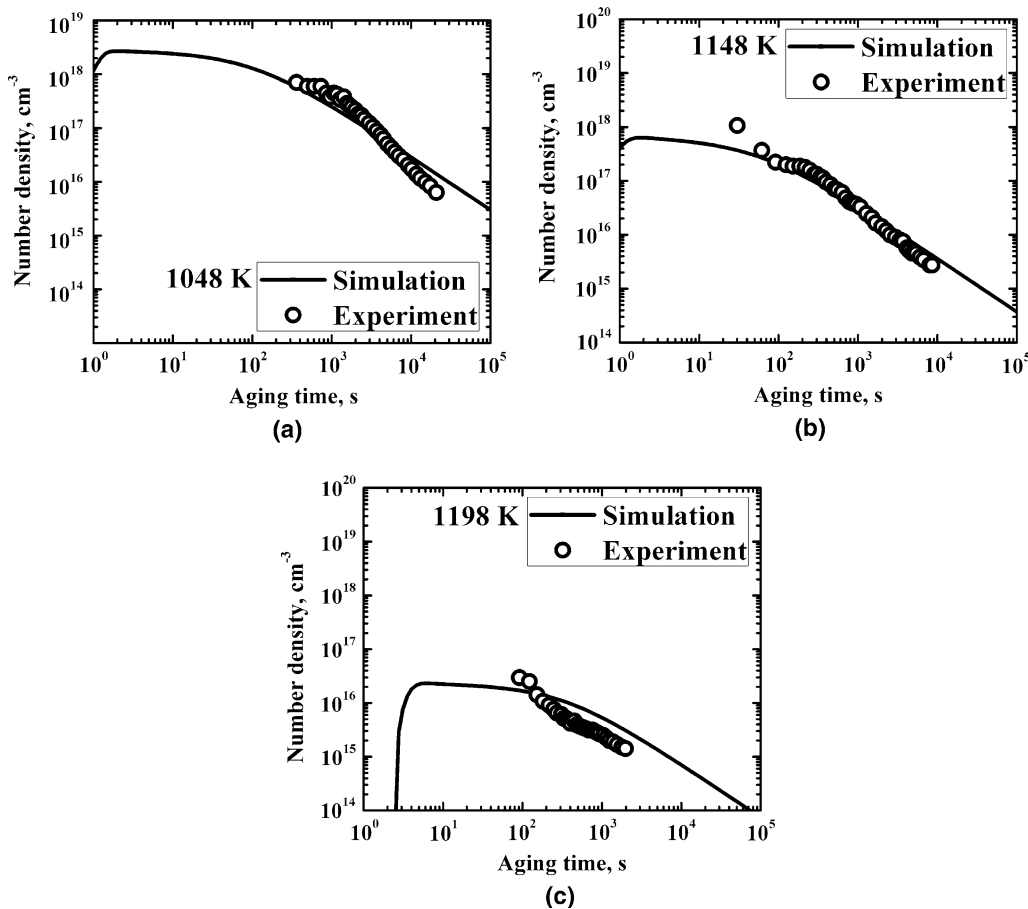 10^19
10^18
10^17
10^16
10^15
10^14
Number density, cm^-3
1048 K
Simulation
Experiment
10^0 10^1 10^2 10^3 10^4 10^5
Aging time, s
(a)
10^20
10^19
10^18
10^17
10^16
10^15
10^14
Number density, cm^-3
1148 K
Simulation
Experiment
10^0 10^1 10^2 10^3 10^4 10^5
Aging time, s
(b)
10^20
10^19
10^18
10^17
10^16
10^15
10^14
Number density, cm^-3
1198 K
Simulation
Experiment
10^0 10^1 10^2 10^3 10^4 10^5
Aging time, s
(c)